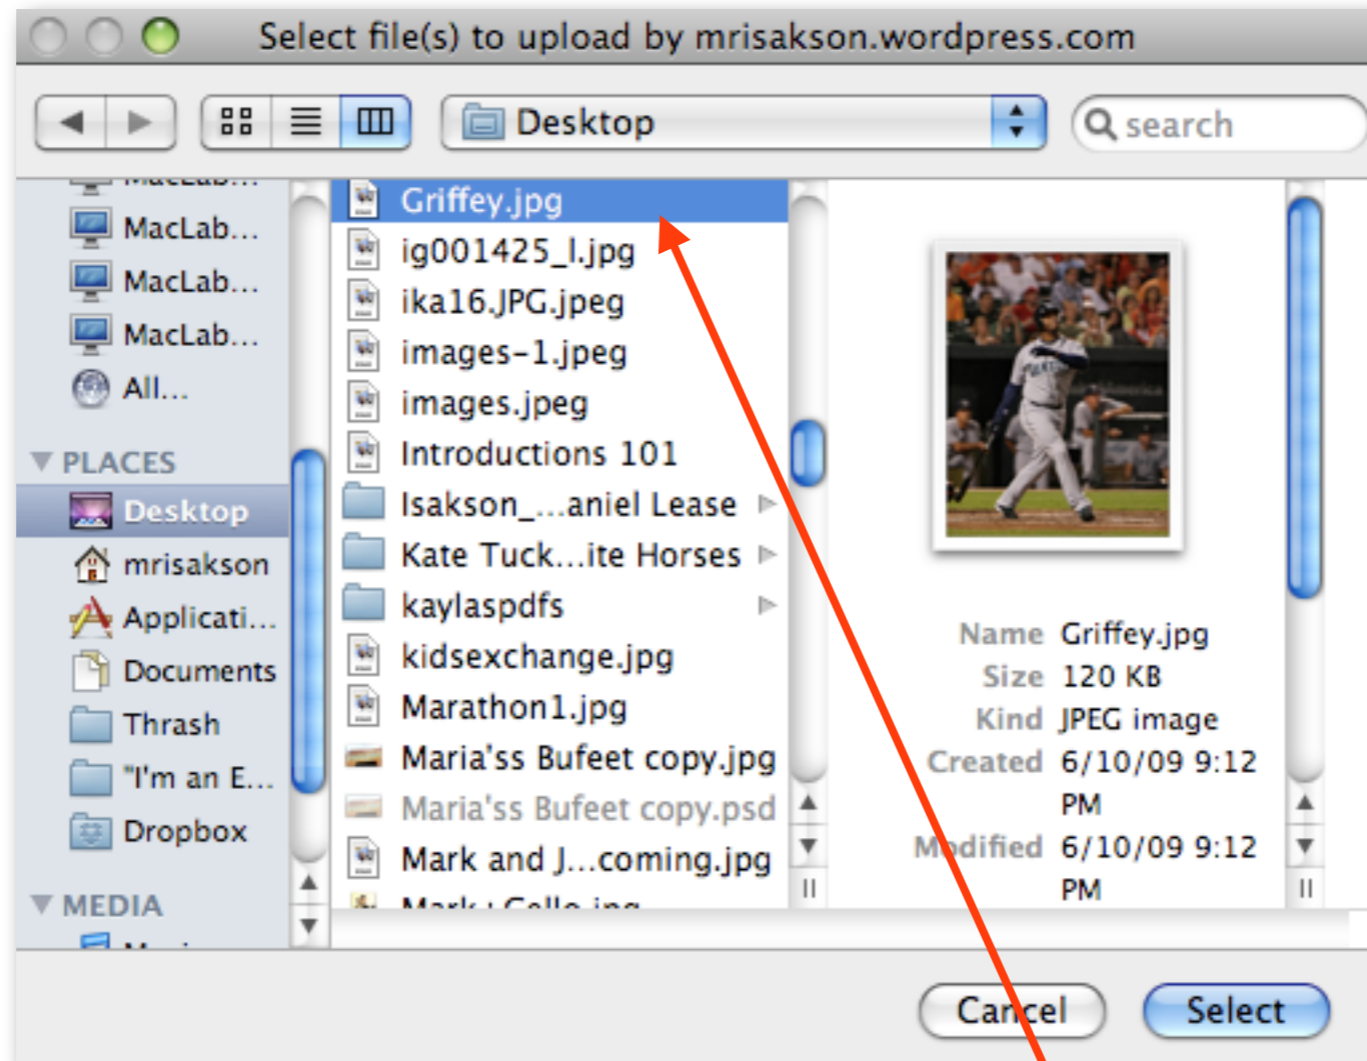 Select file(s) to upload by mrisakson.wordpress.com
Desktop
search
MacLab...
MacLab...
MacLab...
MacLab...
All...
PLACES
Desktop
mrisakson
Applicati...
Documents
Thrash
"I'm an E...
Dropbox
MEDIA
Griffey.jpg
ig001425_l.jpg
ika16.JPG.jpeg
images-1.jpeg
images.jpeg
Introductions 101
Isakson_...aniel Lease
Kate Tuck...ite Horses
kaylaspdfs
kidsexchange.jpg
Marathon1.jpg
Maria'ss Bufeet copy.jpg
Maria'ss Bufeet copy.psd
Mark and J...coming.jpg
Name Griffey.jpg
Size 120 KB
Kind JPEG image
Created 6/10/09 9:12
PM
Modified 6/10/09 9:12
PM
Cancel
Select